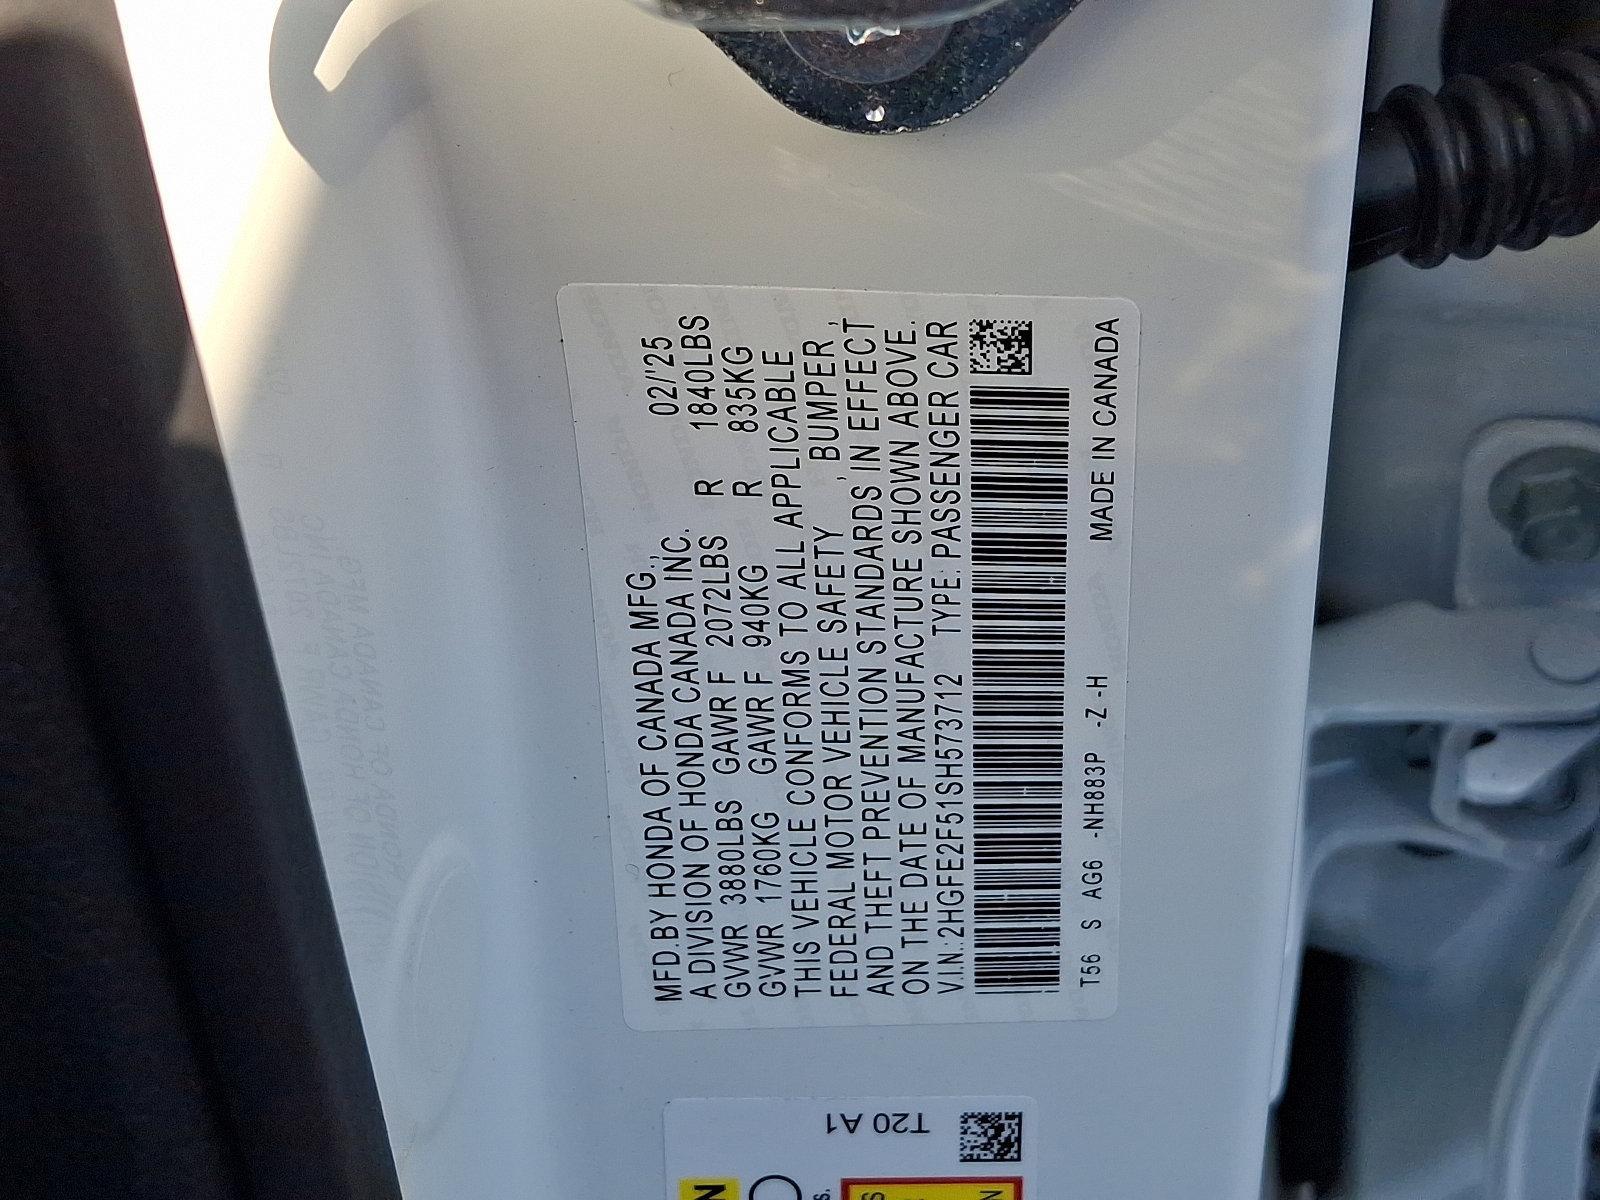 MFD.BY HONDA OF CANADA MFG., 02/'25
A DIVISION OF HONDA CANADA INC.
GVWR 3880LBS GAWR F 2072LBS R 1840LBS
GVWR 1760KG GAWR F 940KG R 835KG
THIS VEHICLE CONFORMS TO ALL APPLICABLE
FEDERAL MOTOR VEHICLE SAFETY , BUMPER ,
AND THEFT PREVENTION STANDARDS IN EFFECT
ON THE DATE OF MANUFACTURE SHOWN ABOVE.
V.I.N.:2HGFE2F51SH573712 TYPE: PASSENGER CAR
T56 S AG6 -NH883P -Z -H MADE IN CANADA
T20 A1